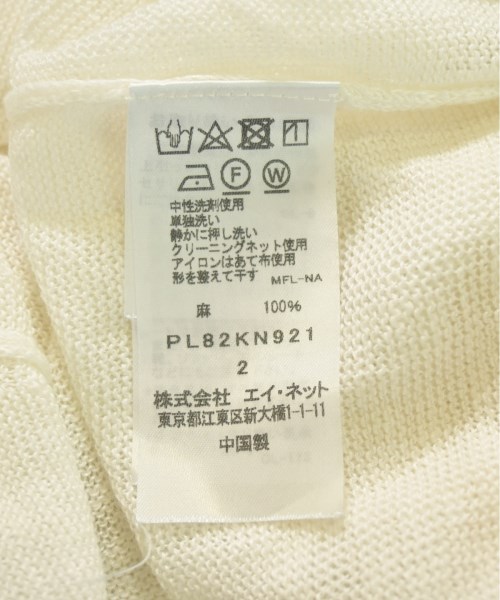 F W
中性洗剤使用
単独洗い
静かに押し洗い
クリーニングネット使用
アイロンはあて布使用
形を整えて干す MFL-NA
麻 100%
PL82KN921
2
株式会社 エイ・ネット
東京都江東区新大橋1-1-11
中国製